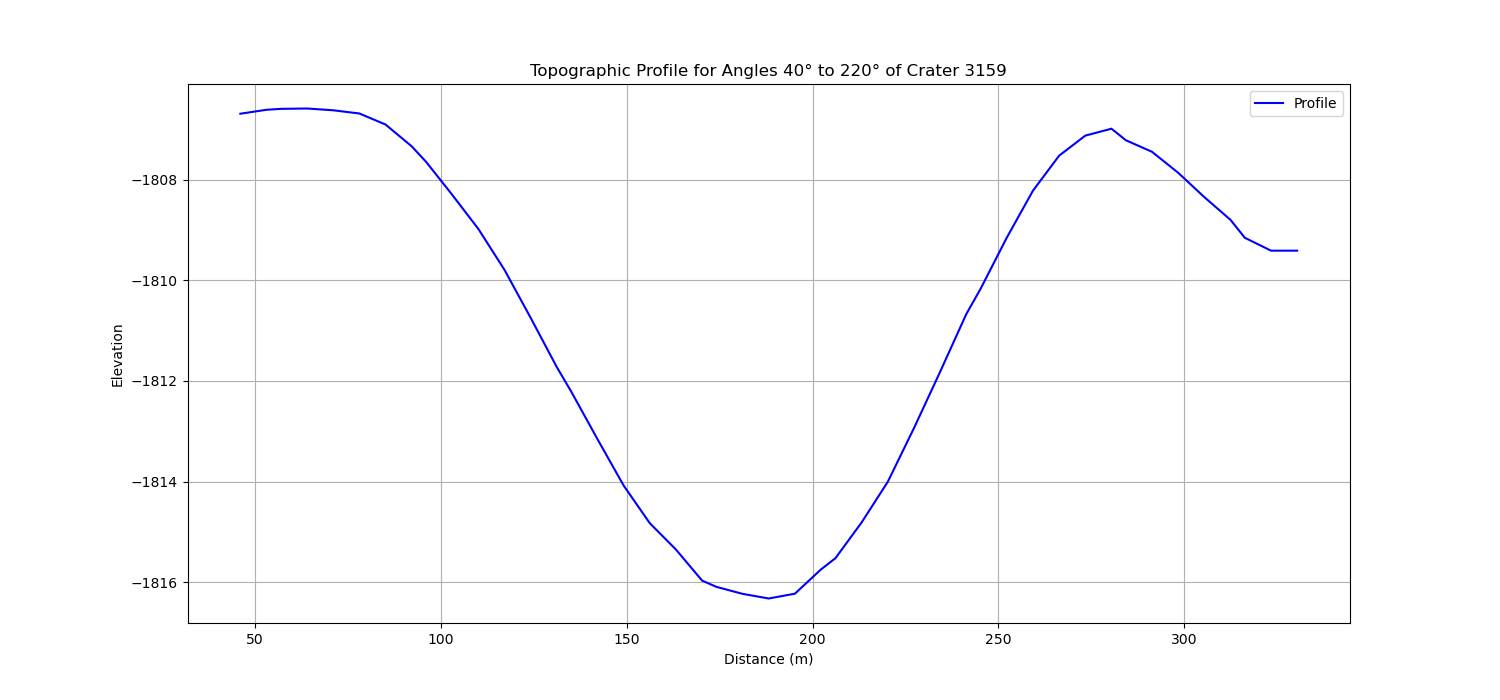 Topographic Profile for Angles 40° to 220° of Crater 3159
Profile
−1808
−1810
−1812
−1814
−1816
Elevation
50
100
150
200
250
300
Distance (m)